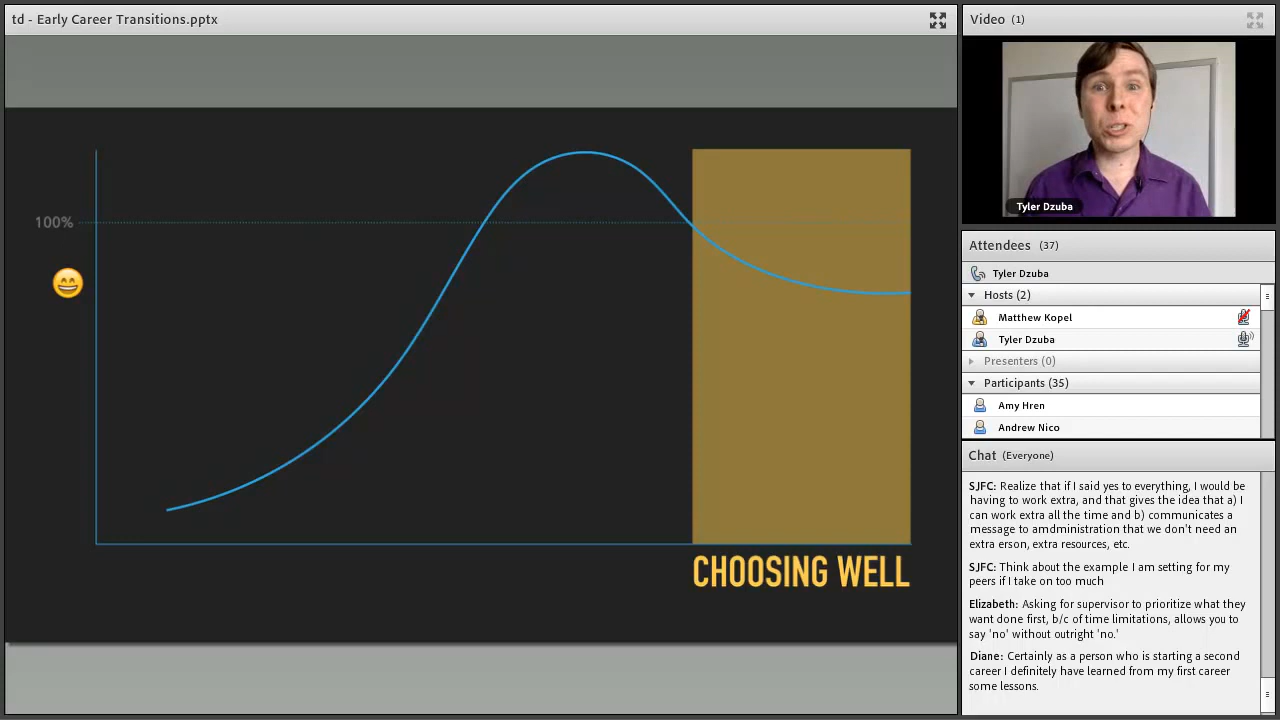 td - Early Career Transitions.pptx
100%
CHOOSING WELL
Video (1)
Tyler Dzuba
Attendees (37)
Tyler Dzuba
Hosts (2)
Matthew Kopel
Tyler Dzuba
Presenters (0)
Participants (35)
Amy Hren
Andrew Nico
Chat (Everyone)
SJFC: Realize that if I said yes to everything, I would be
having to work extra, and that gives the idea that a) I
can work extra all the time and b) communicates a
message to amdministration that we don't need an
extra erson, extra resources, etc.
SJFC: Think about the example I am setting for my
peers if I take on too much
Elizabeth: Asking for supervisor to prioritize what they
want done first, b/c of time limitations, allows you to
say 'no' without outright 'no.'
Diane: Certainly as a person who is starting a second
career I definitely have learned from my first career
some lessons.